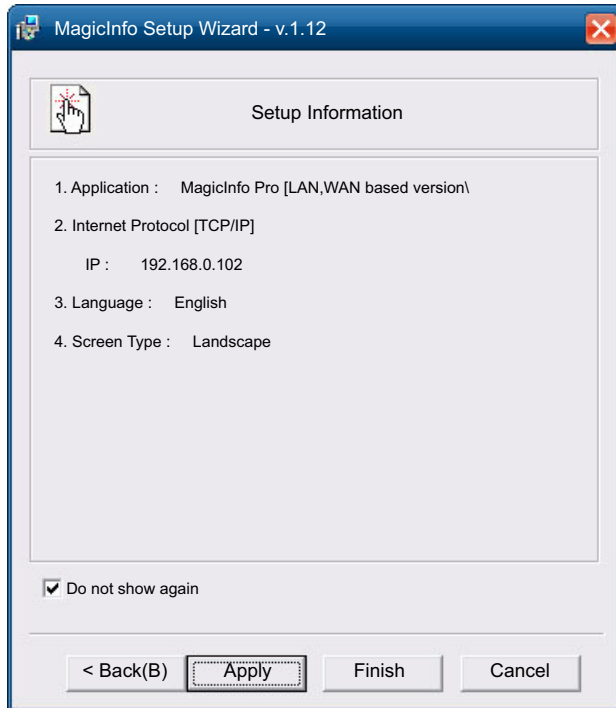 MagicInfo Setup Wizard - v.1.12
Setup Information
1. Application : MagicInfo Pro [LAN,WAN based version\
2. Internet Protocol [TCP/IP]
IP : 192.168.0.102
3. Language : English
4. Screen Type : Landscape
Do not show again
< Back(B) Apply Finish Cancel